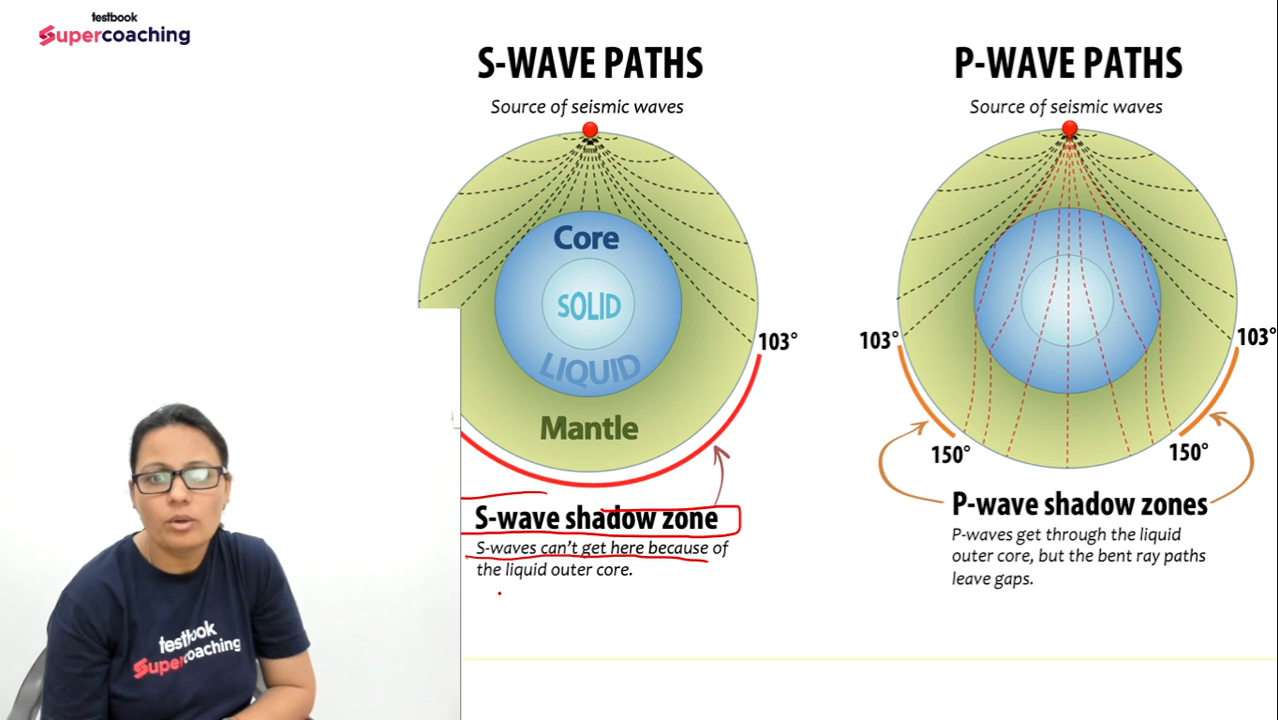 testbook
Supercoaching
S-WAVE PATHS
Source of seismic waves
Core
SOLID
LIQUID
Mantle
103°
S-wave shadow zone
S-waves can't get here because of
the liquid outer core.
P-WAVE PATHS
Source of seismic waves
103°
103°
150°
150°
P-wave shadow zones
P-waves get through the liquid
outer core, but the bent ray paths
leave gaps.
testbook
Supercoaching